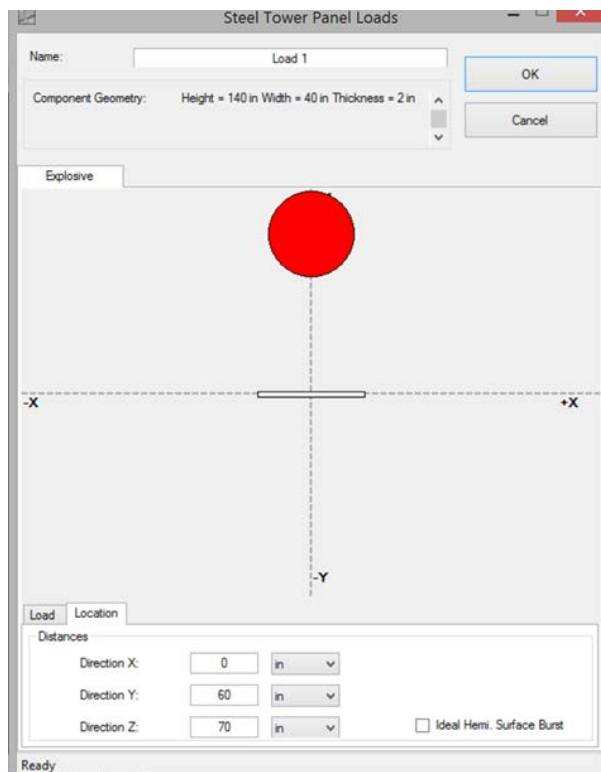 Steel Tower Panel Loads
Name: Load 1
OK
Component Geometry: Height = 140 in Width = 40 in Thickness = 2 in
Cancel
Explosive
-X +X
-Y
Load Location
Distances
Direction X: 0 in
Direction Y: 60 in
Direction Z: 70 in Ideal Hemi. Surface Burst
Ready